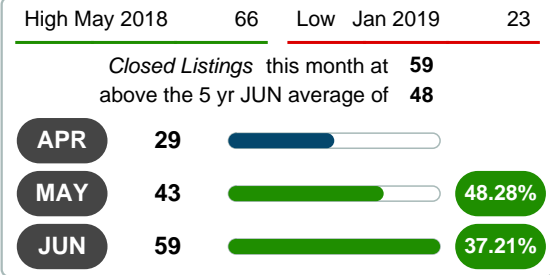 High May 2018 66 Low Jan 2019 23
Closed Listings this month at 59
above the 5 yr JUN average of 48
APR 29
MAY 43 48.28%
JUN 59 37.21%